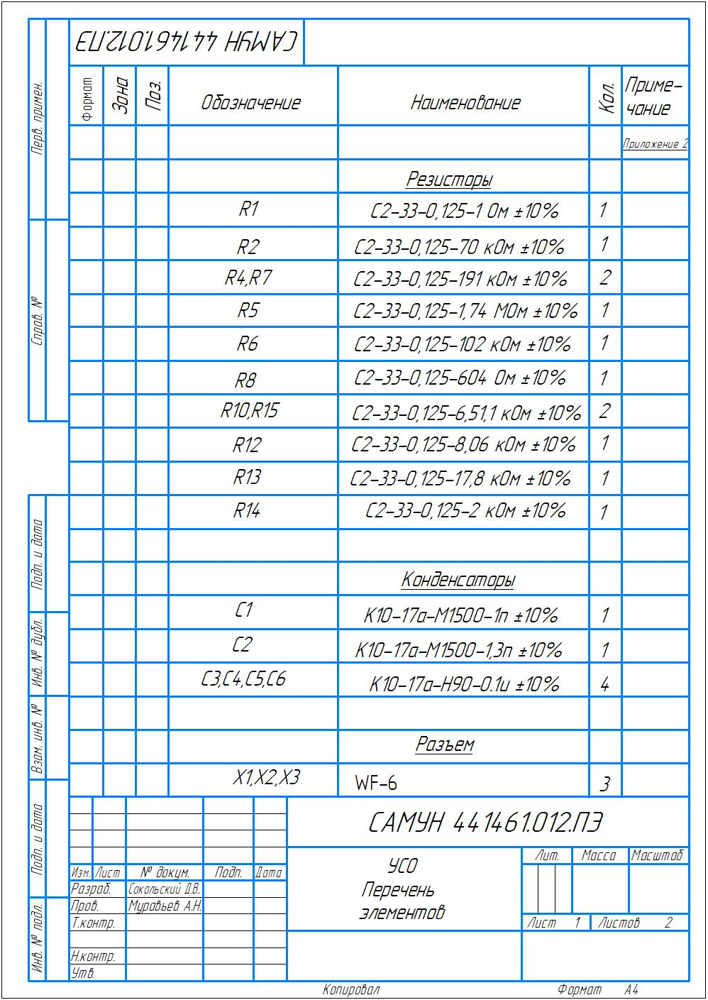 САМУН 441461.012.ПЭ
Формат Зона Поз. Обозначение Наименование Кол. Приме-
чание
Приложение 2
Резисторы
R1 С2-33-0,125-1 Ом ±10% 1
R2 С2-33-0,125-70 кОм ±10% 1
R4,R7 С2-33-0,125-191 кОм ±10% 2
R5 С2-33-0,125-1,74 МОм ±10% 1
R6 С2-33-0,125-102 кОм ±10% 1
R8 С2-33-0,125-604 Ом ±10% 1
R10,R15 С2-33-0,125-6,51,1 кОм ±10% 2
R12 С2-33-0,125-8,06 кОм ±10% 1
R13 С2-33-0,125-17,8 кОм ±10% 1
R14 С2-33-0,125-2 кОм ±10% 1
Конденсаторы
С1 К10-17а-М1500-1п ±10% 1
С2 К10-17а-М1500-1,3п ±10% 1
С3,С4,С5,С6 К10-17а-Н90-0.1и ±10% 4
Разъем
X1,X2,X3 WF-6 3
Перв. примен.
Справ. №
Подп. и дата
Инв. № дубл.
Взам. инв. №
Подп. и дата
Инв. № подл.
САМУН 441461.012.ПЭ
Изм. Лист № докум. Подп. Дата
Разраб. Сокольский Д.В..
Пров. Муравьев А.Н.
Т.контр.
Н.контр.
Утв.
УСО
Перечень
элементов
Лит. Масса Масштаб
Лист 1 Листов 2
Копировал Формат А4